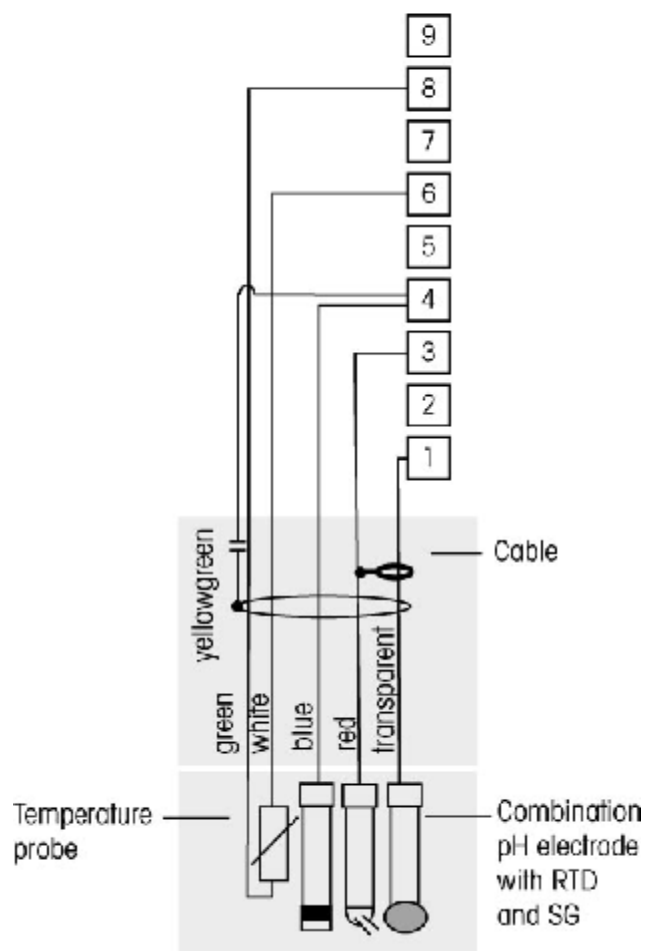 9
8
7
6
5
4
3
2
1
Cable
yellowgreen
green
white
blue
red
transparent
Temperature
probe
Combination
pH electrode
with RTD
and SG